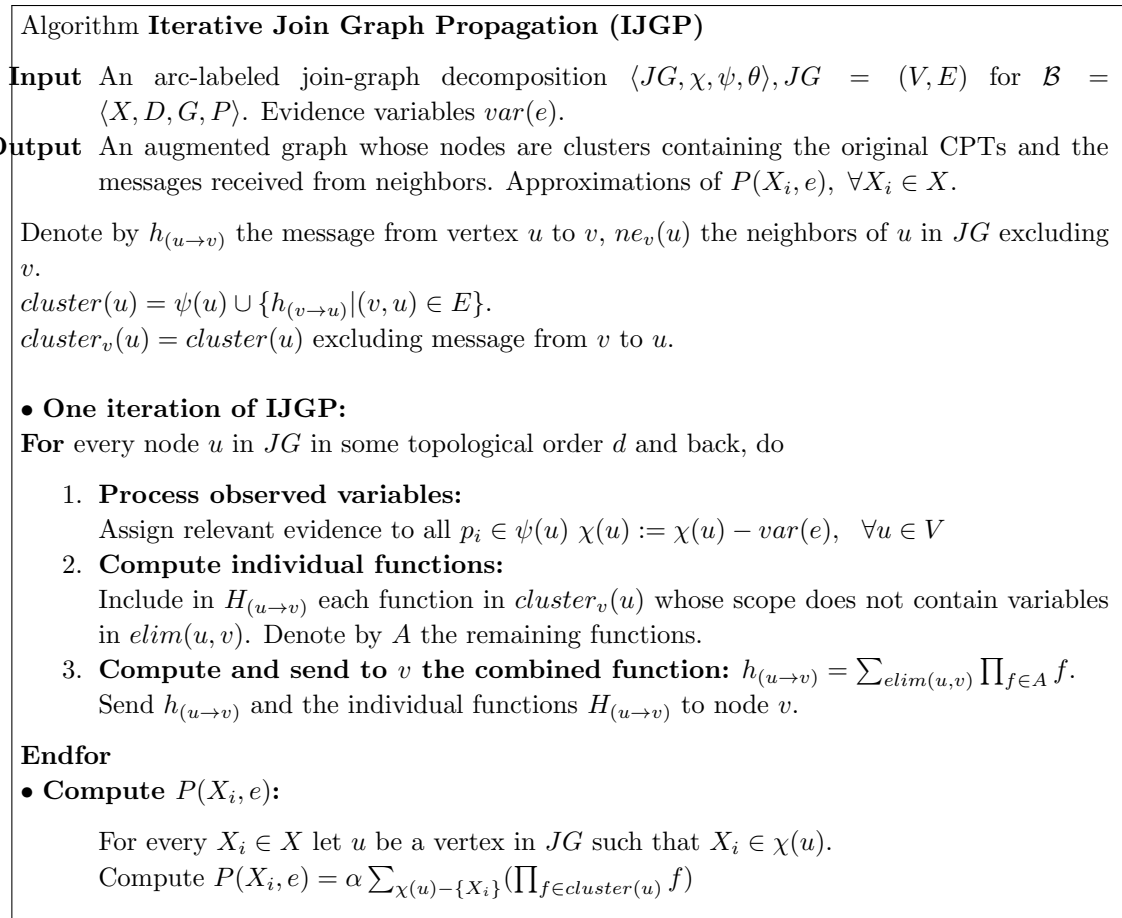 Algorithm Iterative Join Graph Propagation (IJGP)
Input An arc-labeled join-graph decomposition ⟨JG, χ, ψ, θ⟩, JG = (V, E) for ℬ =
⟨X, D, G, P⟩. Evidence variables var(e).
Output An augmented graph whose nodes are clusters containing the original CPTs and the
messages received from neighbors. Approximations of P(X_i, e), ∀X_i ∈ X.
Denote by h_(u→v) the message from vertex u to v, ne_v(u) the neighbors of u in JG excluding
v.
cluster(u) = ψ(u) ∪ {h_(v→u)|(v, u) ∈ E}.
cluster_v(u) = cluster(u) excluding message from v to u.
• One iteration of IJGP:
For every node u in JG in some topological order d and back, do
1. Process observed variables:
Assign relevant evidence to all p_i ∈ ψ(u) χ(u) := χ(u) − var(e), ∀u ∈ V
2. Compute individual functions:
Include in H_(u→v) each function in cluster_v(u) whose scope does not contain variables
in elim(u, v). Denote by A the remaining functions.
3. Compute and send to v the combined function: h_(u→v) = ∑_elim(u,v) ∏_f∈A f.
Send h_(u→v) and the individual functions H_(u→v) to node v.
Endfor
• Compute P(X_i, e):
For every X_i ∈ X let u be a vertex in JG such that X_i ∈ χ(u).
Compute P(X_i, e) = α ∑_χ(u)−{X_i} (∏_f∈cluster(u) f)